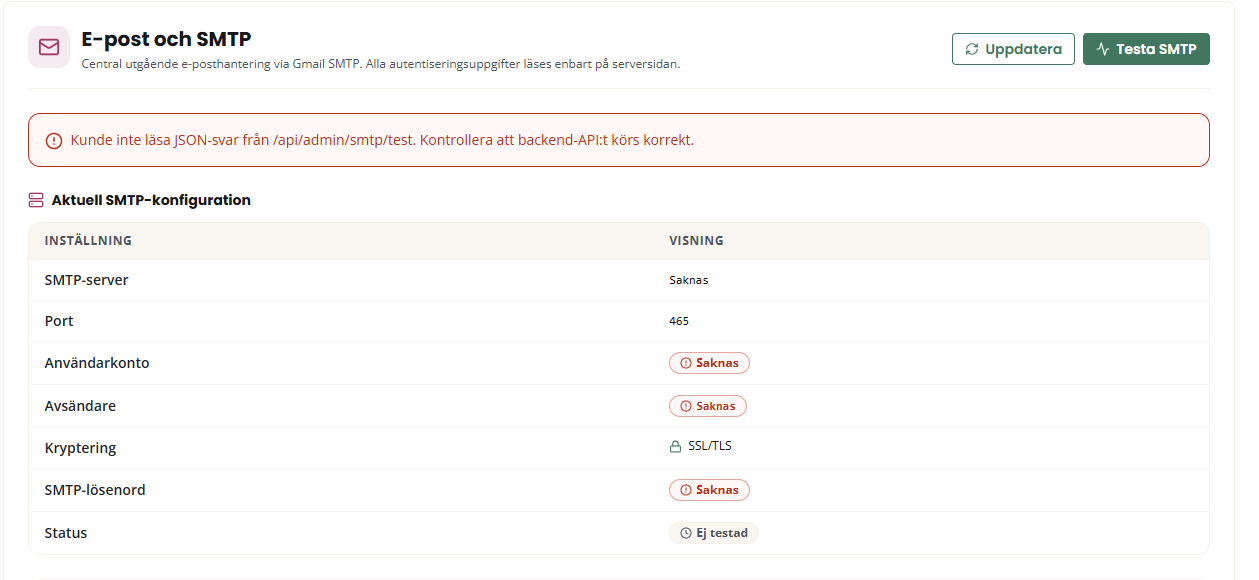 E-post och SMTP
Central utgående e-posthantering via Gmail SMTP. Alla autentiseringsuppgifter läses enbart på serversidan.
Uppdatera
Testa SMTP
Kunde inte läsa JSON-svar från /api/admin/smtp/test. Kontrollera att backend-API:t körs korrekt.
Aktuell SMTP-konfiguration
INSTÄLLNING VISNING
SMTP-server Saknas
Port 465
Användarkonto Saknas
Avsändare Saknas
Kryptering SSL/TLS
SMTP-lösenord Saknas
Status Ej testad